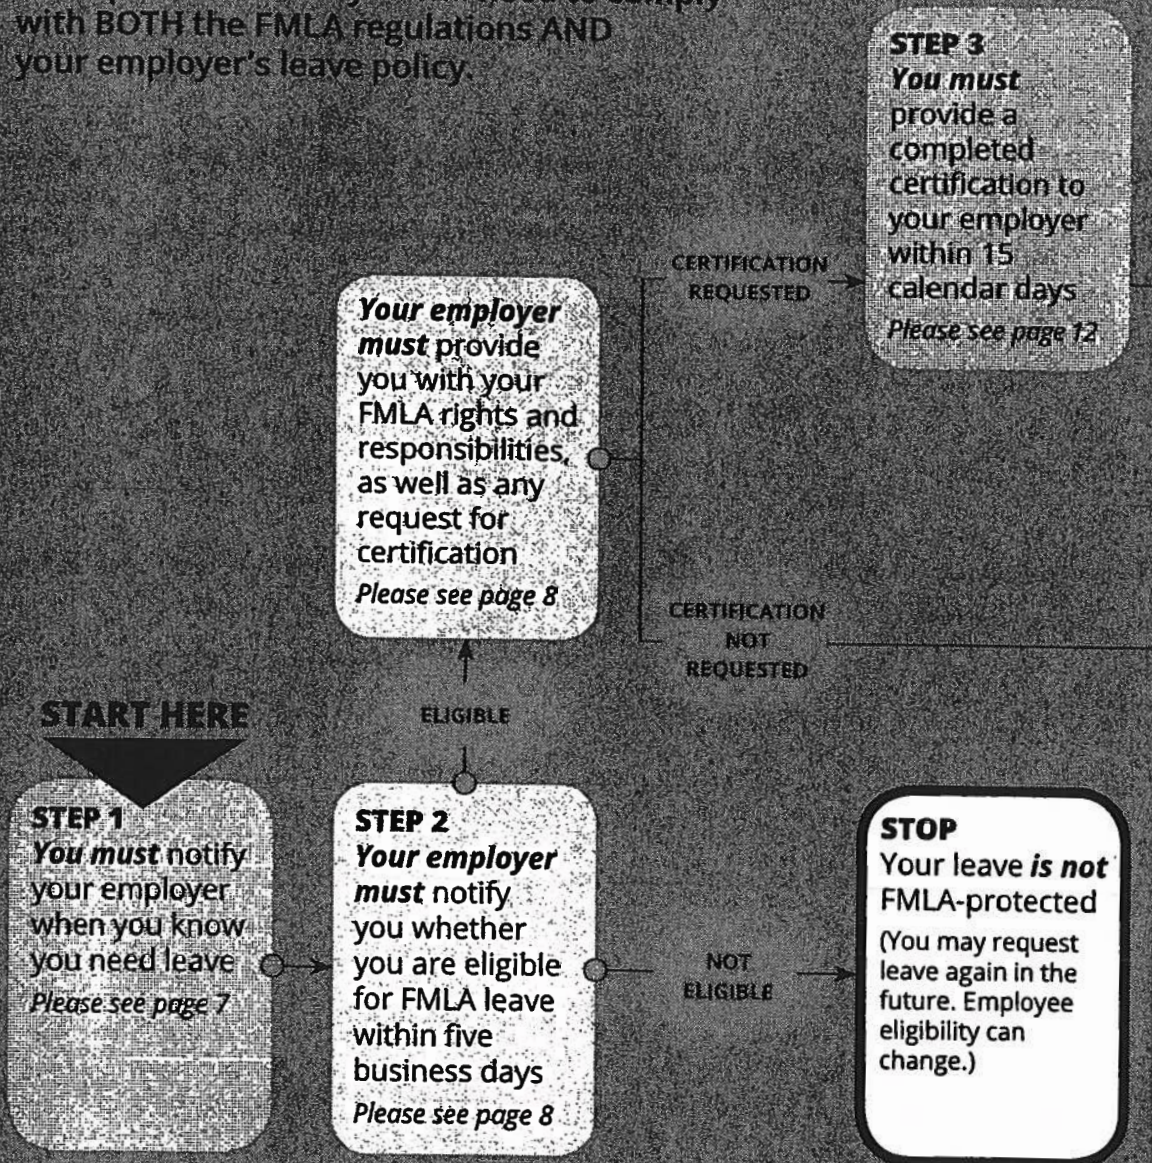 with BOTH the FMLA regulations AND
your employer's leave policy.
STEP 3
You must
provide a
completed
certification to
your employer
within 15
calendar days
Please see page 12
CERTIFICATION
REQUESTED
Your employer
must provide
you with your
FMLA rights and
responsibilities,
as well as any
request for
certification
Please see page 8
CERTIFICATION
NOT
REQUESTED
ELIGIBLE
START HERE
STEP 1
You must notify
your employer
when you know
you need leave
Please see page 7
STEP 2
Your employer
must notify
you whether
you are eligible
for FMLA leave
within five
business days
Please see page 8
NOT
ELIGIBLE
STOP
Your leave is not
FMLA-protected
(You may request
leave again in the
future. Employee
eligibility can
change.)